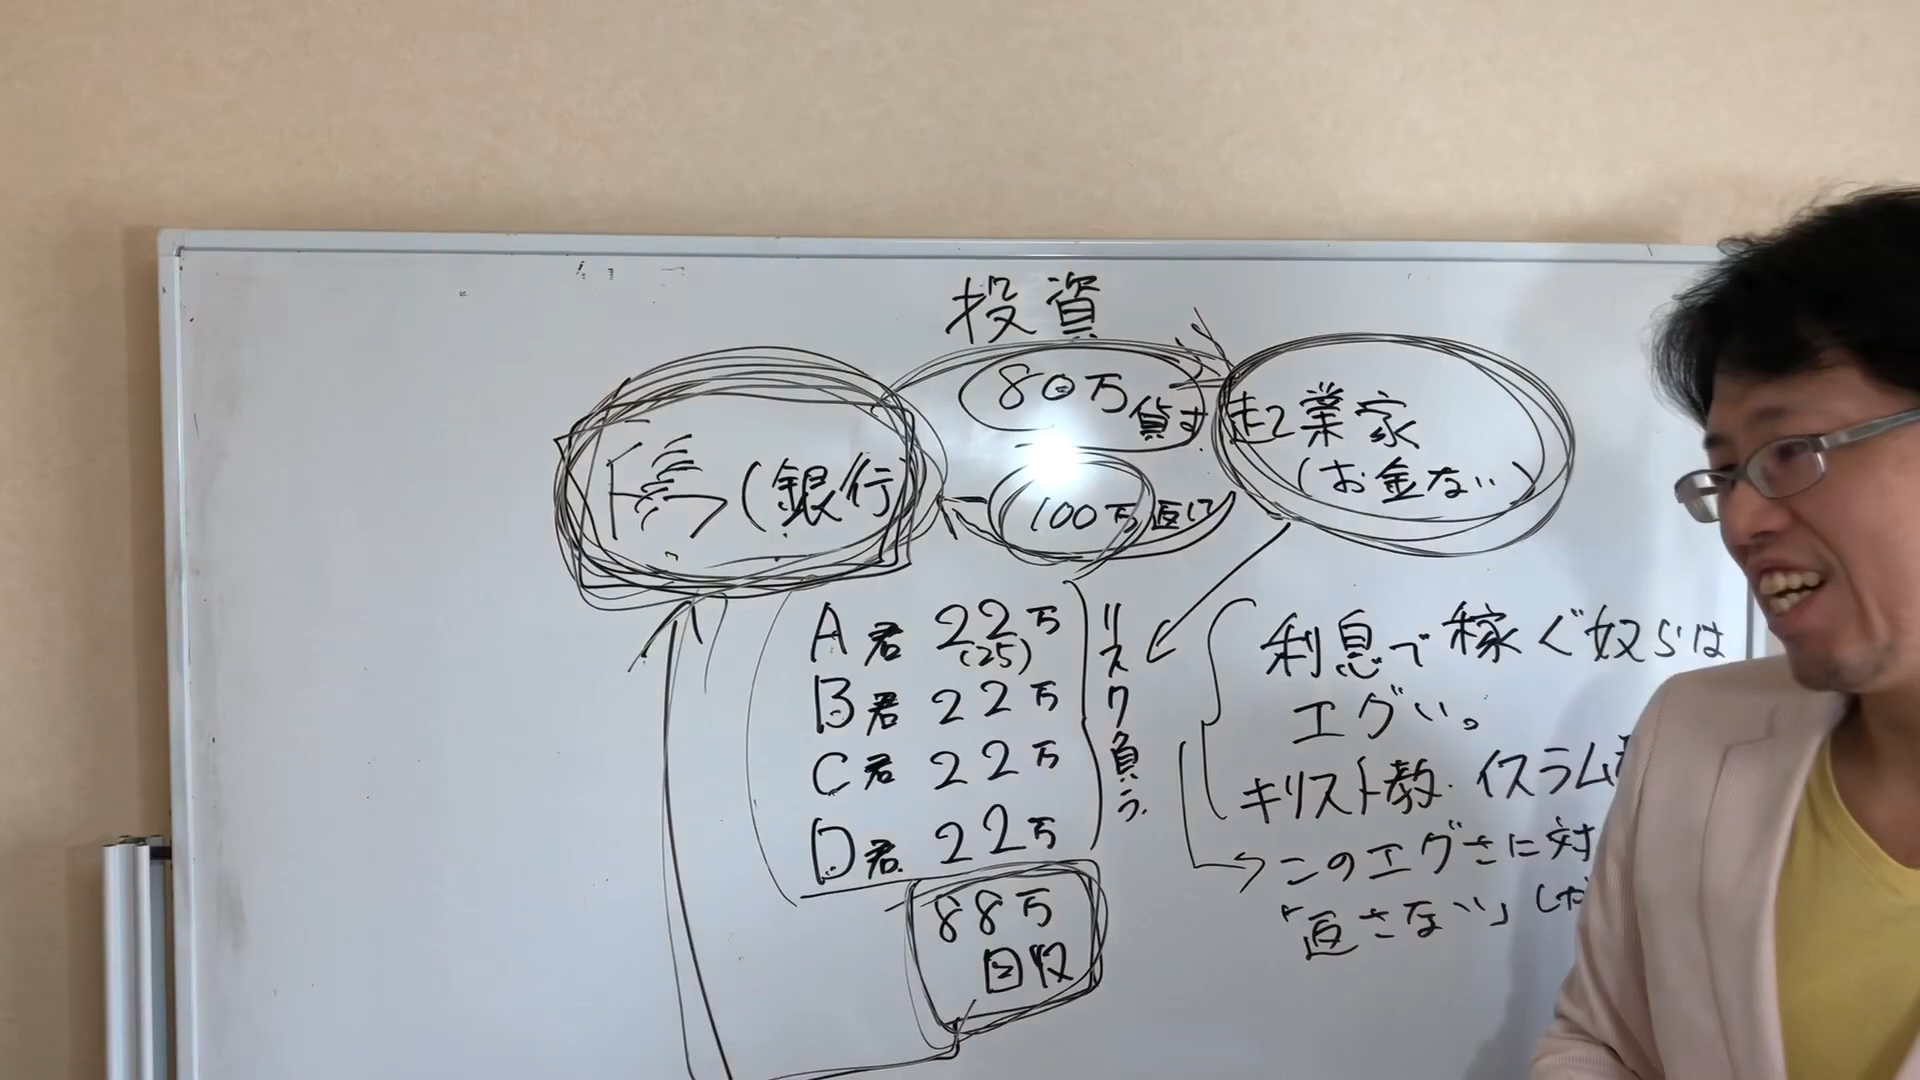 投資
80万貸す
(銀行
100万返に
起業家
(お金ない)
A君 22万
(25)
B君 22万
C君 22万
D君 22万
88万
回収
リスク負う
利息で稼ぐ奴らは
エグい。
キリスト教・イスラム
このエグさに対
「返さない」